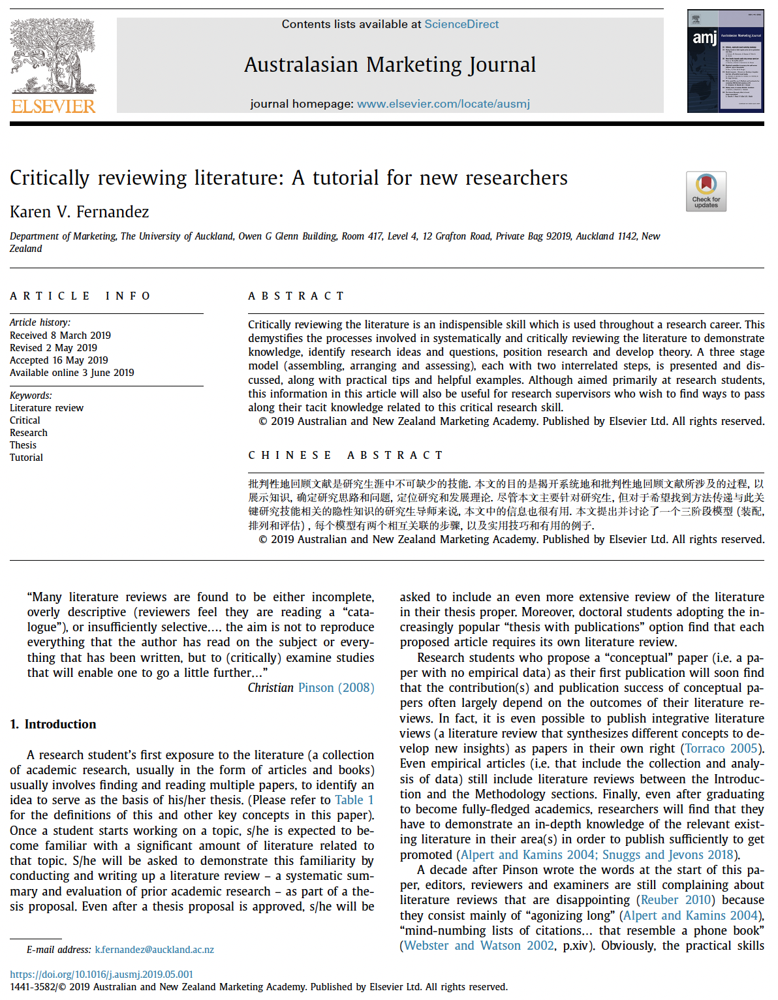 Contents lists available at ScienceDirect
Australasian Marketing Journal
journal homepage: www.elsevier.com/locate/ausmj
ELSEVIER
amj
Australasian Marketing Journal
Critically reviewing literature: A tutorial for new researchers
Check for
updates
Karen V. Fernandez
Department of Marketing, The University of Auckland, Owen G Glenn Building, Room 417, Level 4, 12 Grafton Road, Private Bag 92019, Auckland 1142, New
Zealand
ARTICLE INFO
Article history:
Received 8 March 2019
Revised 2 May 2019
Accepted 16 May 2019
Available online 3 June 2019
Keywords:
Literature review
Critical
Research
Thesis
Tutorial
ABSTRACT
Critically reviewing the literature is an indispensible skill which is used throughout a research career. This
demystifies the processes involved in systematically and critically reviewing the literature to demonstrate
knowledge, identify research ideas and questions, position research and develop theory. A three stage
model (assembling, arranging and assessing), each with two interrelated steps, is presented and dis-
cussed, along with practical tips and helpful examples. Although aimed primarily at research students,
this information in this article will also be useful for research supervisors who wish to find ways to pass
along their tacit knowledge related to this critical research skill.
© 2019 Australian and New Zealand Marketing Academy. Published by Elsevier Ltd. All rights reserved.
CHINESE ABSTRACT
批判性地回顾文献是研究生涯中不可缺少的技能. 本文的目的是揭开系统地和批判性地回顾文献所涉及的过程, 以
展示知识, 确定研究思路和问题, 定位研究和发展理论. 尽管本文主要针对研究生, 但对于希望找到方法传递与此关
键研究技能相关的隐性知识的研究生导师来说, 本文中的信息也很有用. 本文提出并讨论了一个三阶段模型 (装配,
排列和评估) , 每个模型有两个相互关联的步骤, 以及实用技巧和有用的例子.
© 2019 Australian and New Zealand Marketing Academy. Published by Elsevier Ltd. All rights reserved.
“Many literature reviews are found to be either incomplete,
overly descriptive (reviewers feel they are reading a “cata-
logue”), or insufficiently selective.… the aim is not to reproduce
everything that the author has read on the subject or every-
thing that has been written, but to (critically) examine studies
that will enable one to go a little further…”
Christian Pinson (2008)
1. Introduction
A research student’s first exposure to the literature (a collection
of academic research, usually in the form of articles and books)
usually involves finding and reading multiple papers, to identify an
idea to serve as the basis of his/her thesis. (Please refer to Table 1
for the definitions of this and other key concepts in this paper).
Once a student starts working on a topic, s/he is expected to be-
come familiar with a significant amount of literature related to
that topic. S/he will be asked to demonstrate this familiarity by
conducting and writing up a literature review – a systematic sum-
mary and evaluation of prior academic research – as part of a the-
sis proposal. Even after a thesis proposal is approved, s/he will be
asked to include an even more extensive review of the literature
in their thesis proper. Moreover, doctoral students adopting the in-
creasingly popular “thesis with publications” option find that each
proposed article requires its own literature review.
Research students who propose a “conceptual” paper (i.e. a pa-
per with no empirical data) as their first publication will soon find
that the contribution(s) and publication success of conceptual pa-
pers often largely depend on the outcomes of their literature re-
views. In fact, it is even possible to publish integrative literature
views (a literature review that synthesizes different concepts to de-
velop new insights) as papers in their own right (Torraco 2005).
Even empirical articles (i.e. that include the collection and analy-
sis of data) still include literature reviews between the Introduc-
tion and the Methodology sections. Finally, even after graduating
to become fully-fledged academics, researchers will find that they
have to demonstrate an in-depth knowledge of the relevant exist-
ing literature in their area(s) in order to publish sufficiently to get
promoted (Alpert and Kamins 2004; Snuggs and Jevons 2018).
A decade after Pinson wrote the words at the start of this pa-
per, editors, reviewers and examiners are still complaining about
literature reviews that are disappointing (Reuber 2010) because
they consist mainly of “agonizing long” (Alpert and Kamins 2004),
“mind-numbing lists of citations… that resemble a phone book”
(Webster and Watson 2002, p.xiv). Obviously, the practical skills
E-mail address: k.fernandez@auckland.ac.nz
https://doi.org/10.1016/j.ausmj.2019.05.001
1441-3582/© 2019 Australian and New Zealand Marketing Academy. Published by Elsevier Ltd. All rights reserved.